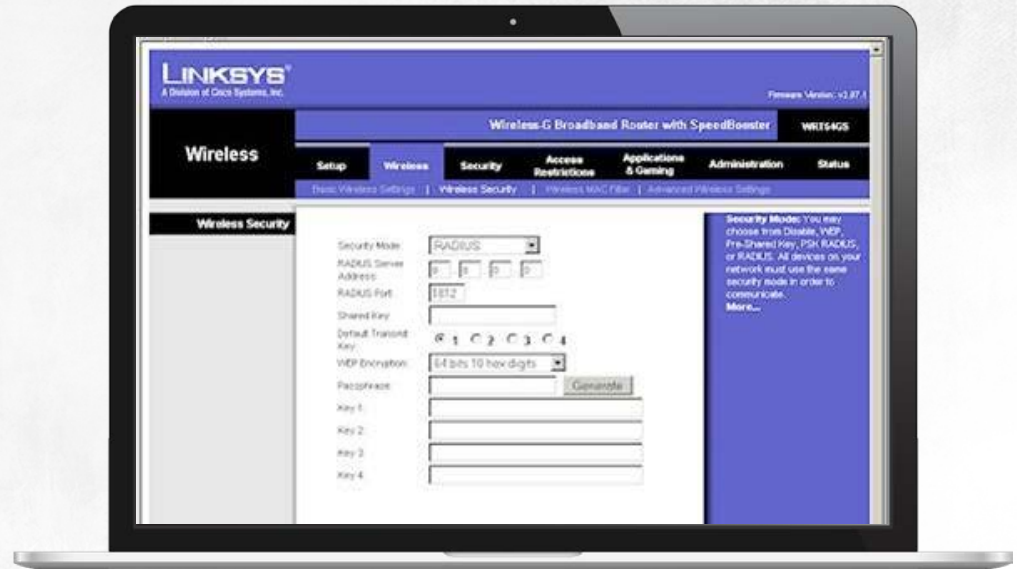 LINKSYS®
A Division of Cisco Systems, Inc.
Firmware Version: v2.07.1
Wireless-G Broadband Router with SpeedBooster WRT54GS
Wireless
Setup Wireless Security Access Restrictions Applications & Gaming Administration Status
Basic Wireless Settings | Wireless Security | Wireless MAC Filter | Advanced Wireless Settings
Wireless Security
Security Mode: RADIUS
RADIUS Server Address: 0 . 0 . 0 . 0
RADIUS Port: 1812
Shared Key:
Default Transmit Key: 1 2 3 4
WEP Encryption: 64 bits 10 hex digits
Passphrase: Generate
Key 1:
Key 2:
Key 3:
Key 4:
Security Mode: You may
choose from Disable, WEP,
Pre-Shared Key, PSK RADIUS,
or RADIUS. All devices on your
network must use the same
security mode in order to
communicate.
More...